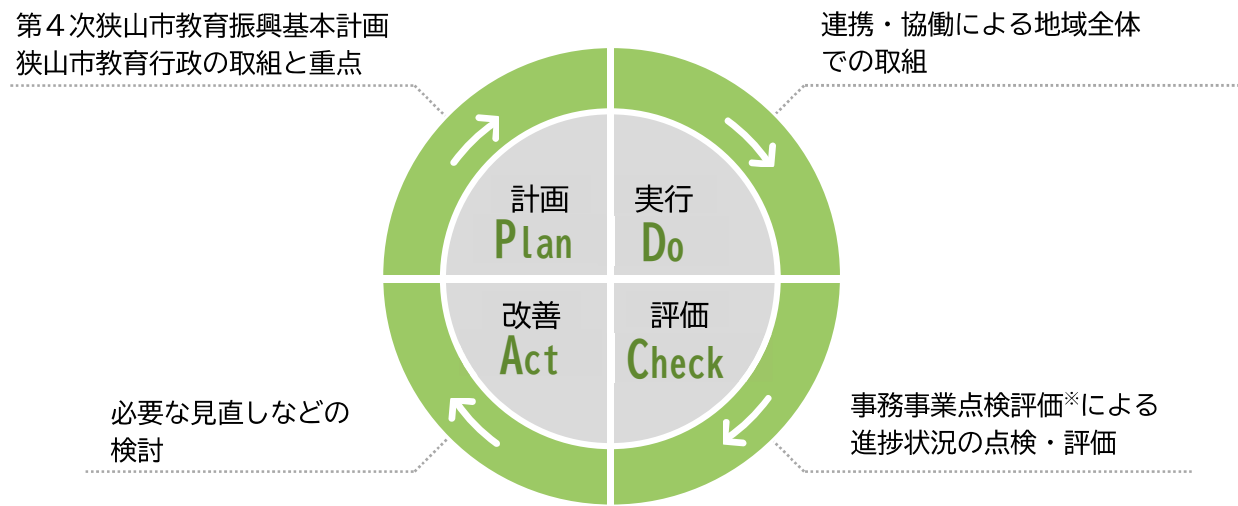 第４次狭山市教育振興基本計画
狭山市教育行政の取組と重点
連携・協働による地域全体
での取組
計画
Plan
実行
Do
改善
Act
評価
Check
必要な見直しなどの
検討
事務事業点検評価※による
進捗状況の点検・評価